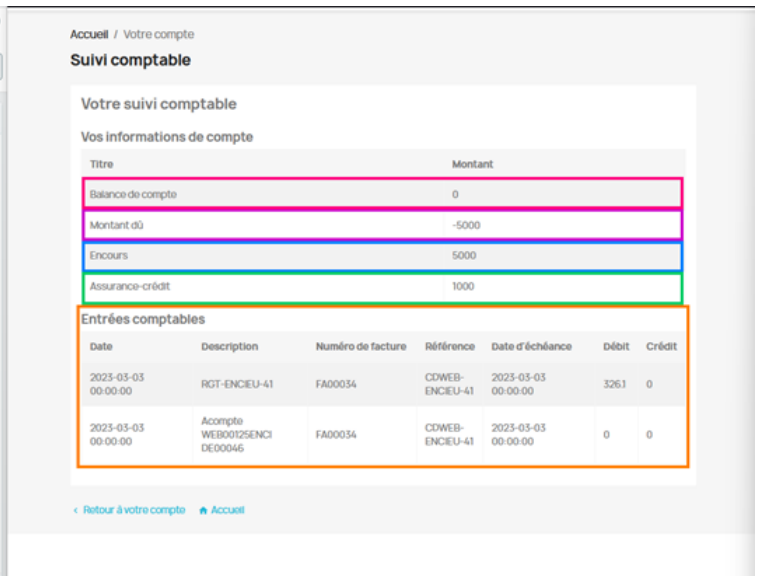 Accueil / Votre compte
Suivi comptable
Votre suivi comptable
Vos informations de compte
Titre Montant
Balance de compte 0
Montant dû -5000
Encours 5000
Assurance-crédit 1000
Entrées comptables
Date Description Numéro de facture Référence Date d'échéance Débit Crédit
2023-03-03 00:00:00 RGT-ENCIEU-41 FA00034 CDWEB-ENCIEU-41 2023-03-03 00:00:00 326.1 0
2023-03-03 00:00:00 Acompte WEB00125ENCIDE00046 FA00034 CDWEB-ENCIEU-41 2023-03-03 00:00:00 0 0
< Retour à votre compte Accueil